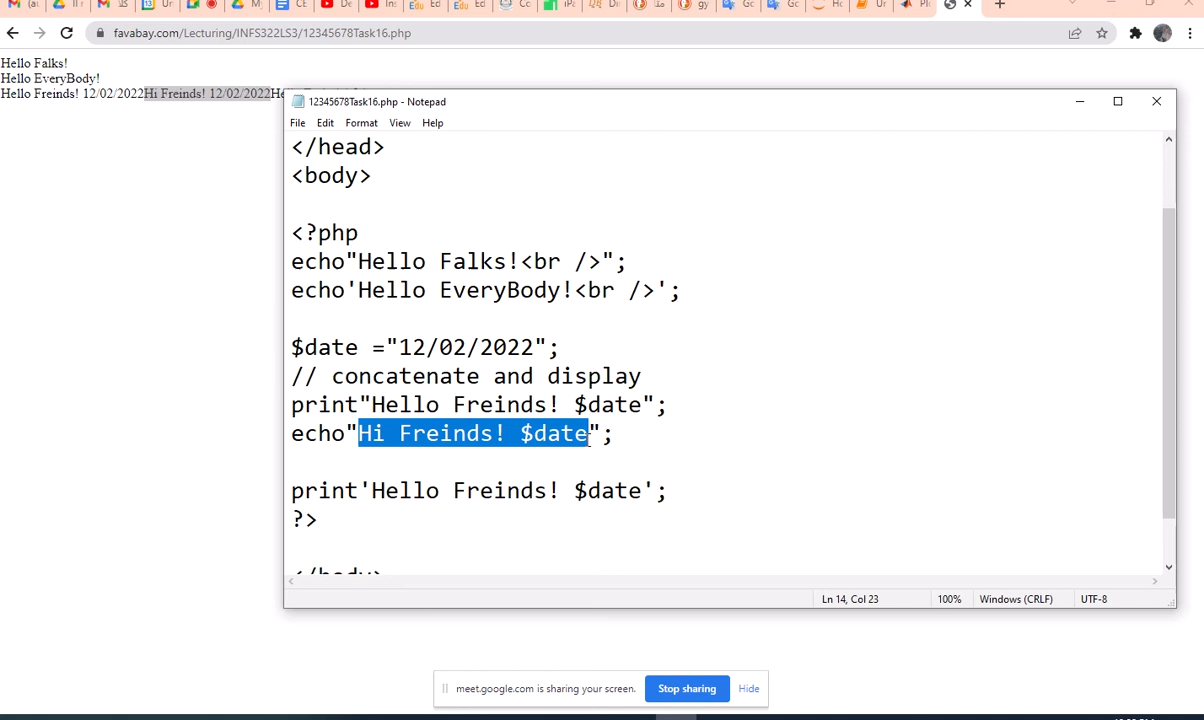 favabay.com/Lecturing/INFS322LS3/12345678Task16.php
Hello Falks!
Hello EveryBody!
Hello Freinds! 12/02/2022Hi Freinds! 12/02/2022
12345678Task16.php - Notepad
File Edit Format View Help
</head>
<body>
<?php
echo"Hello Falks!<br />";
echo'Hello EveryBody!<br />';
$date ="12/02/2022";
// concatenate and display
print"Hello Freinds! $date";
echo"Hi Freinds! $date";
print'Hello Freinds! $date';
?>
</body>
Ln 14, Col 23 100% Windows (CRLF) UTF-8
meet.google.com is sharing your screen. Stop sharing Hide